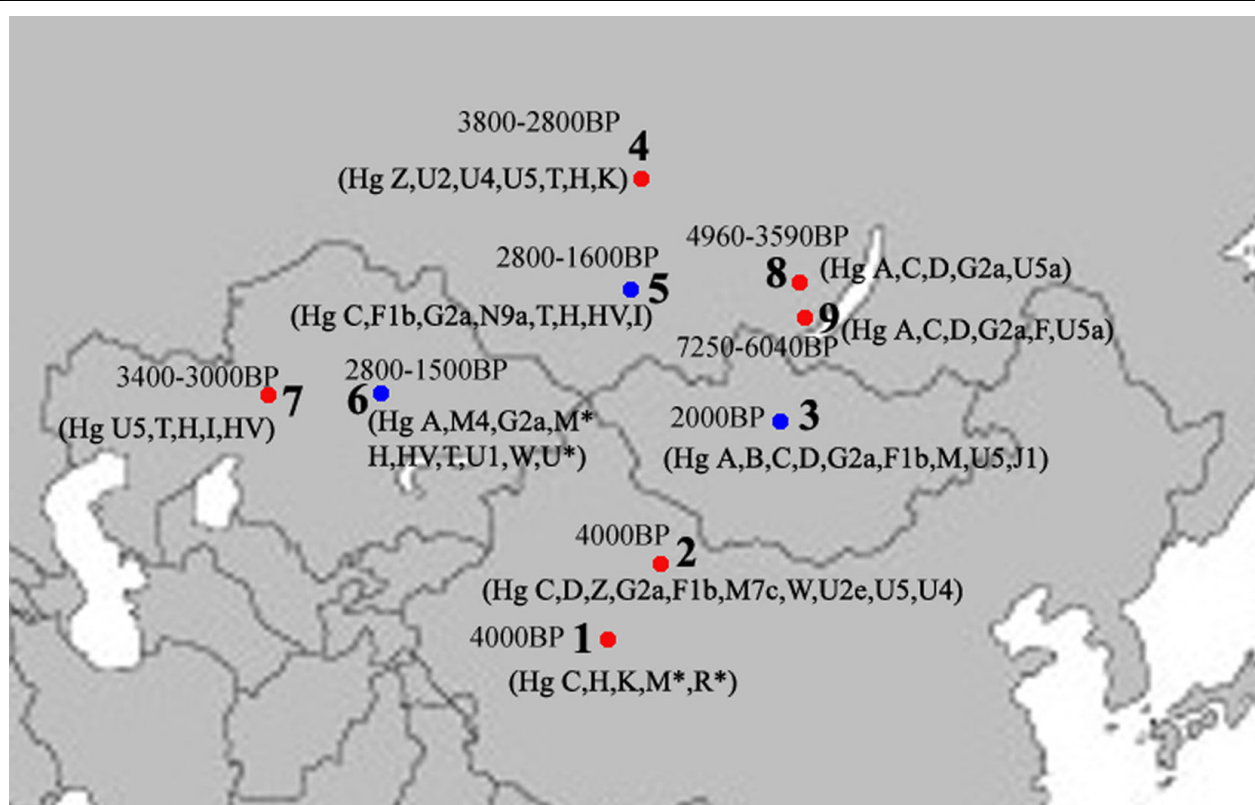 3800-2800BP
4
(Hg Z,U2,U4,U5,T,H,K)
4960-3590BP
8
(Hg A,C,D,G2a,U5a)
2800-1600BP
5
(Hg C,F1b,G2a,N9a,T,H,HV,I)
9
(Hg A,C,D,G2a,F,U5a)
7250-6040BP
3400-3000BP
7
(Hg U5,T,H,I,HV)
2800-1500BP
6
(Hg A,M4,G2a,M*
H,HV,T,U1,W,U*)
2000BP
3
(Hg A,B,C,D,G2a,F1b,M,U5,J1)
4000BP
2
(Hg C,D,Z,G2a,F1b,M7c,W,U2e,U5,U4)
4000BP
1
(Hg C,H,K,M*,R*)